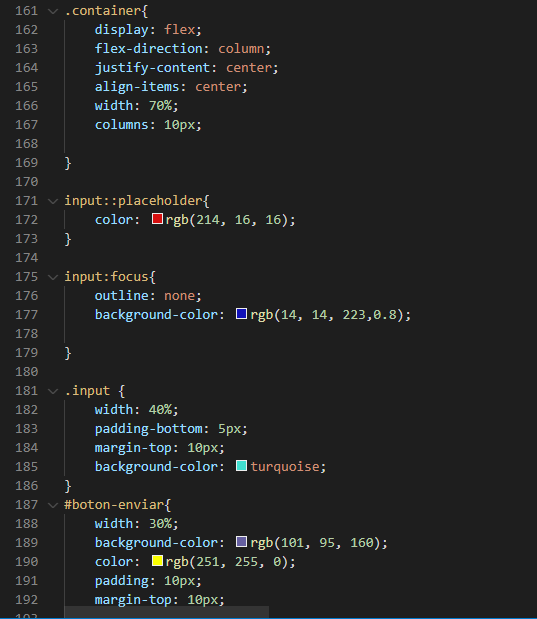 161 .container{
162     display: flex;
163     flex-direction: column;
164     justify-content: center;
165     align-items: center;
166     width: 70%;
167     columns: 10px;
168
169 }
170
171 input::placeholder{
172     color: rgb(214, 16, 16);
173 }
174
175 input:focus{
176     outline: none;
177     background-color: rgb(14, 14, 223,0.8);
178
179 }
180
181 .input {
182     width: 40%;
183     padding-bottom: 5px;
184     margin-top: 10px;
185     background-color: turquoise;
186 }
187 #boton-enviar{
188     width: 30%;
189     background-color: rgb(101, 95, 160);
190     color: rgb(251, 255, 0);
191     padding: 10px;
192     margin-top: 10px;